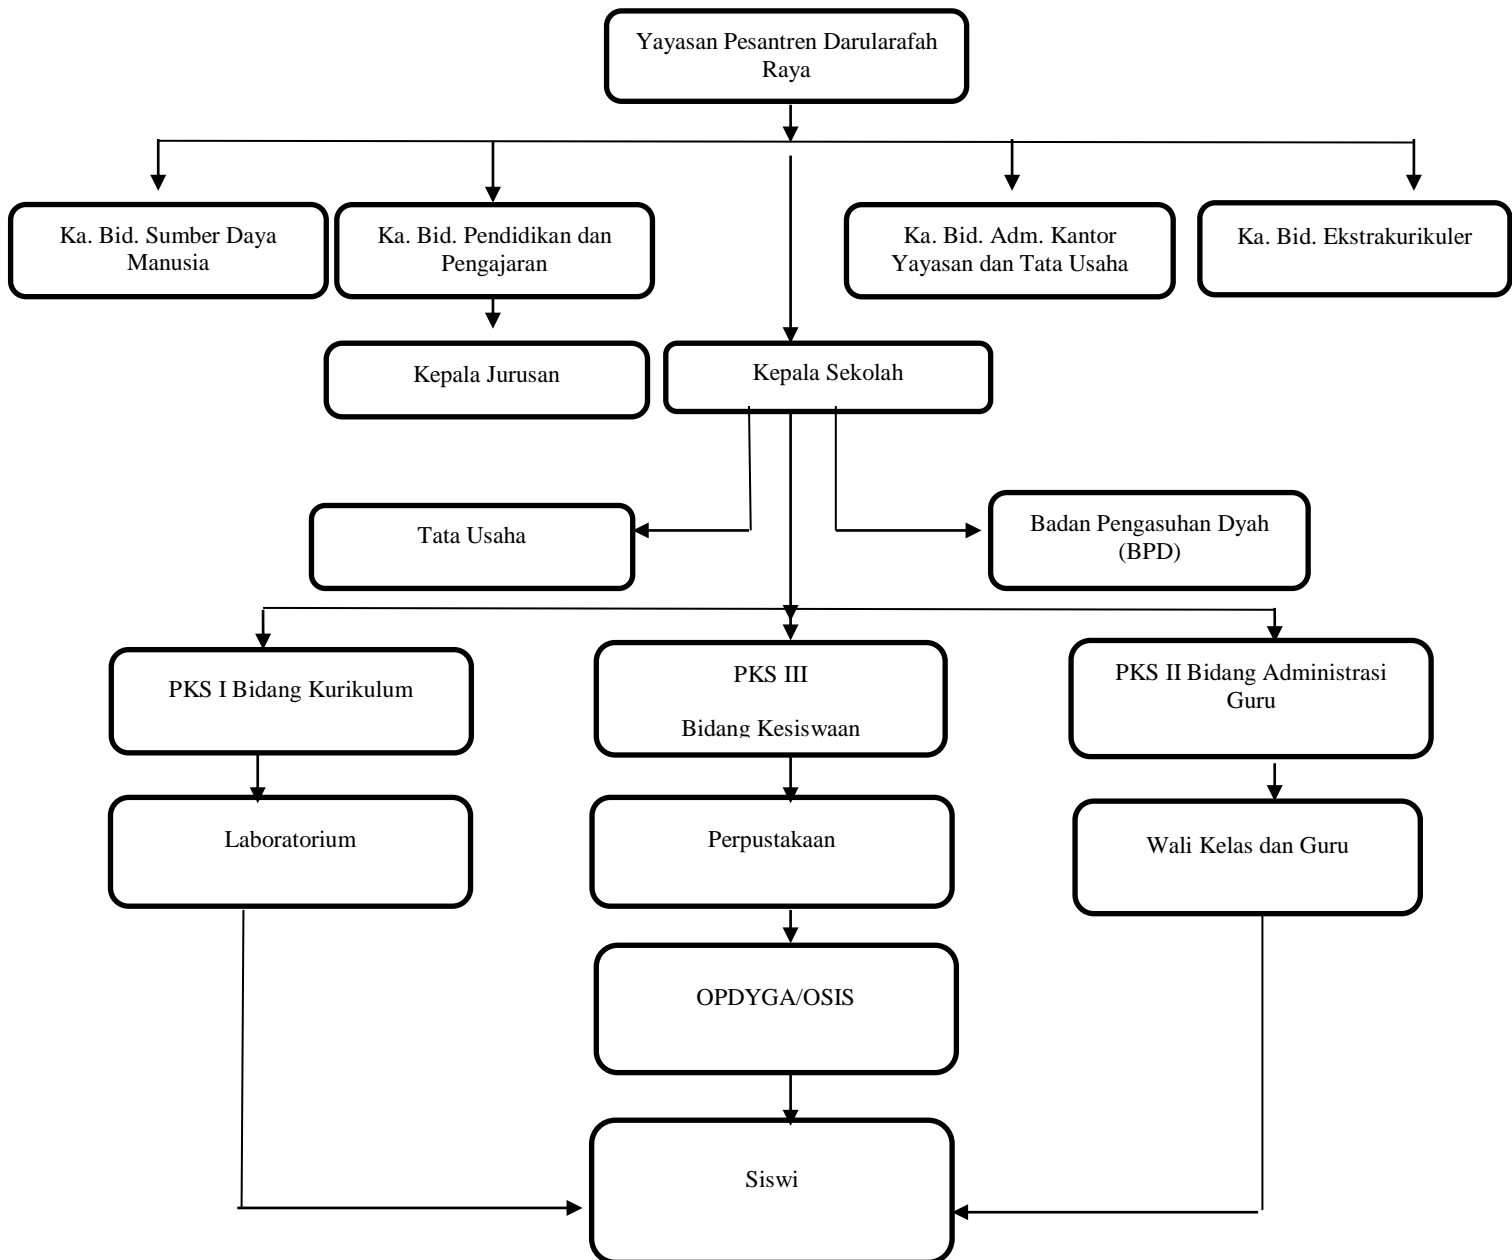 Yayasan Pesantren Darularafah
Raya
Ka. Bid. Sumber Daya
Manusia
Ka. Bid. Pendidikan dan
Pengajaran
Ka. Bid. Adm. Kantor
Yayasan dan Tata Usaha
Ka. Bid. Ekstrakurikuler
Kepala Jurusan
Kepala Sekolah
Tata Usaha
Badan Pengasuhan Dyah
(BPD)
PKS I Bidang Kurikulum
PKS III
Bidang Kesiswaan
PKS II Bidang Administrasi
Guru
Laboratorium
Perpustakaan
Wali Kelas dan Guru
OPDYGA/OSIS
Siswi